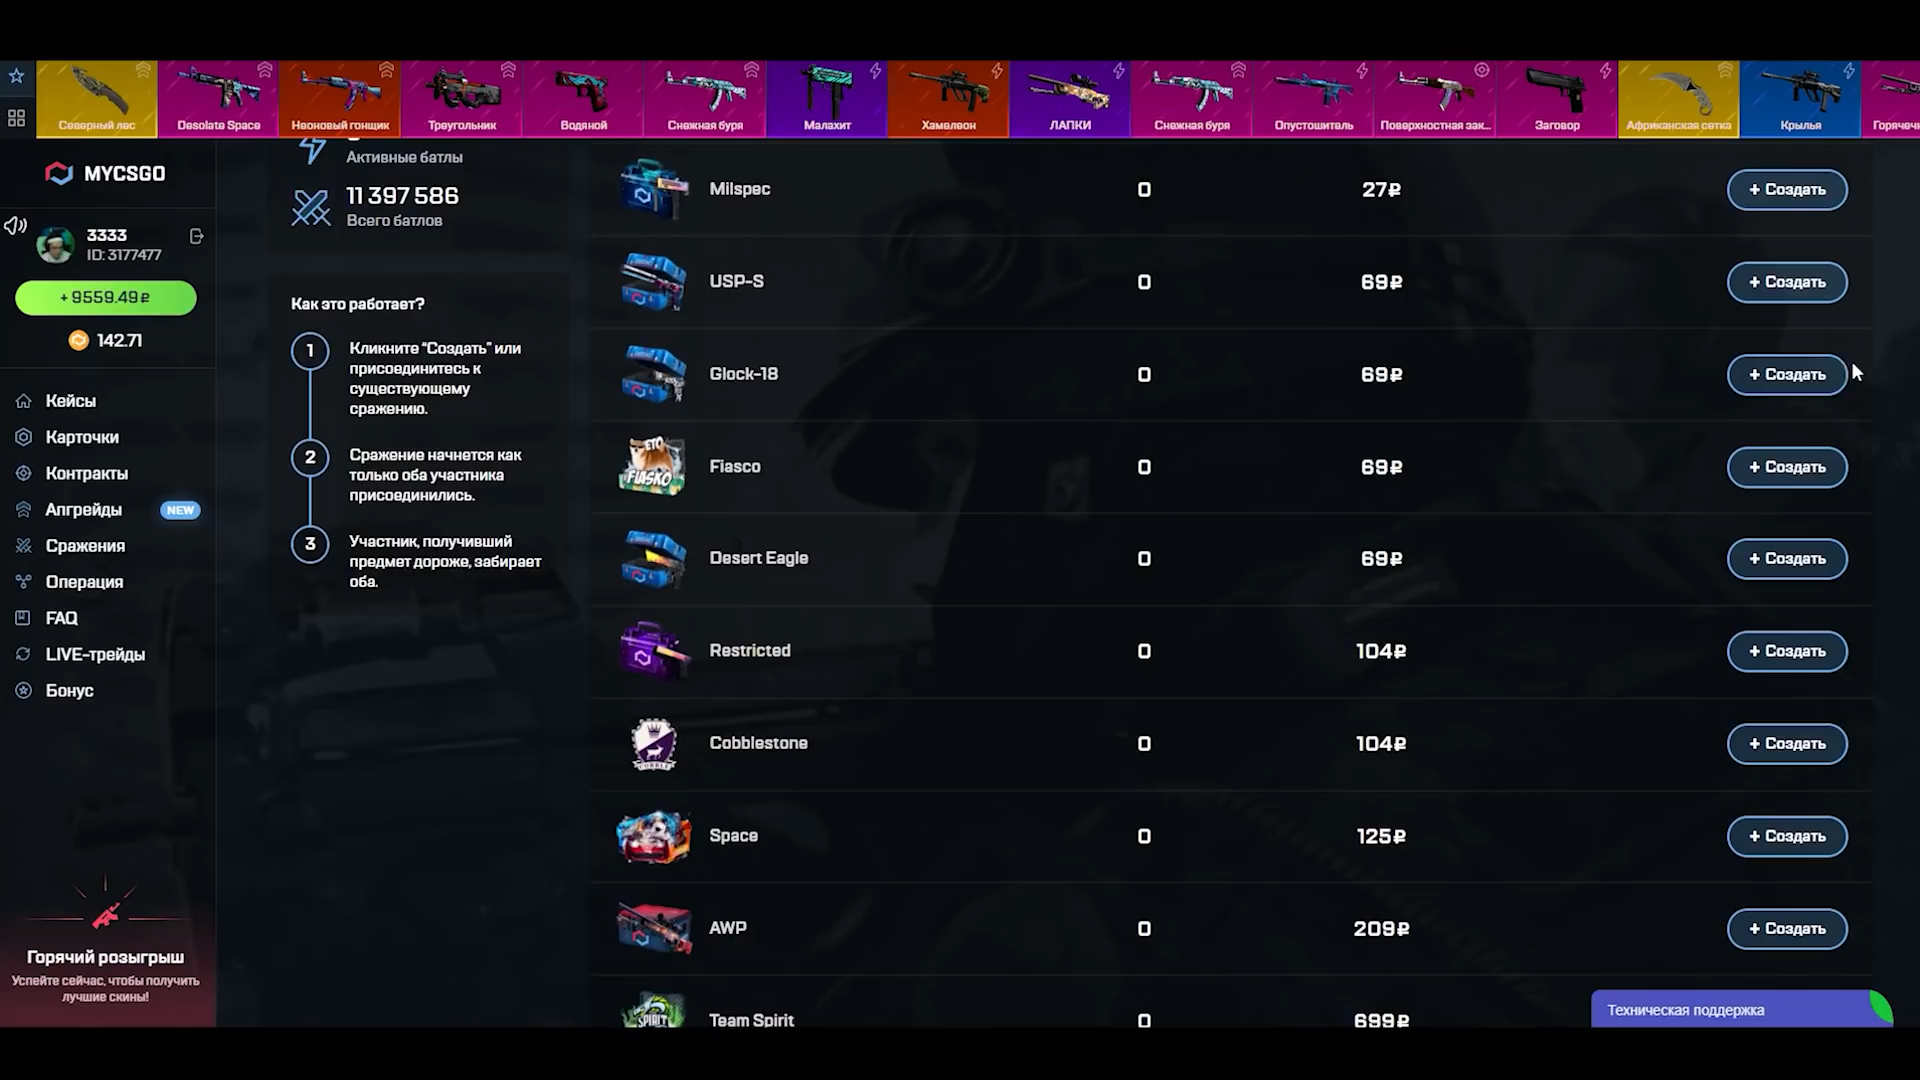 Северный лес
Desolate Space
Неоновый гонщик
Треугольник
Водяной
Снежная буря
Малахит
Хамелеон
ЛАПКИ
Снежная буря
Опустошитель
Поверхностная зак...
Заговор
Африканская сетка
Крылья
MYCSGO
3333
ID: 3177477
+ 9559.49₽
142.71
Кейсы
Карточки
Контракты
Апгрейды NEW
Сражения
Операция
FAQ
LIVE-трейды
Бонус
Горячий розыгрыш
Успейте сейчас, чтобы получить
лучшие скины!
Активные батлы
11 397 586
Всего батлов
Как это работает?
1
Кликните “Создать” или
присоединитесь к
существующему
сражению.
2
Сражение начнется как
только оба участника
присоединились.
3
Участник, получивший
предмет дороже, забирает
оба.
Milspec 0 27₽ + Создать
USP-S 0 69₽ + Создать
Glock-18 0 69₽ + Создать
ETO
FIASKO
Fiasco 0 69₽ + Создать
Desert Eagle 0 69₽ + Создать
Restricted 0 104₽ + Создать
Cobblestone 0 104₽ + Создать
Space 0 125₽ + Создать
AWP 0 209₽ + Создать
SPIRIT
Team Spirit 0 699₽
Техническая поддержка